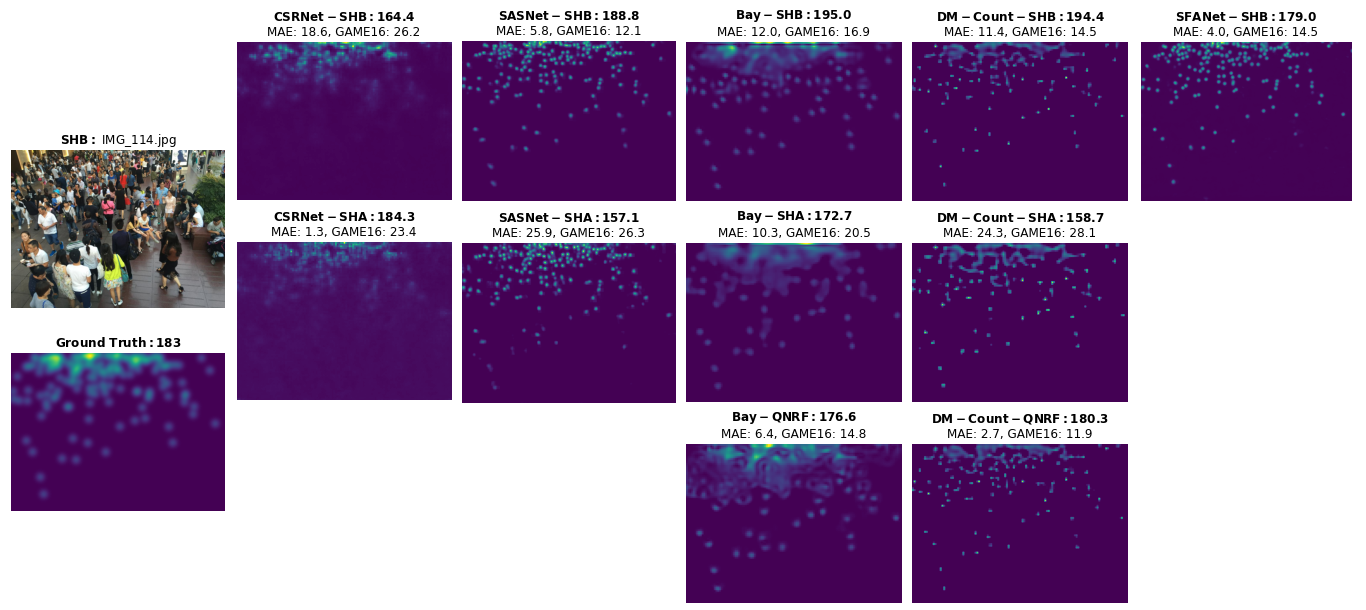 CSRNet−SHB: 164.4
MAE: 18.6, GAME16: 26.2
SASNet−SHB: 188.8
MAE: 5.8, GAME16: 12.1
Bay−SHB: 195.0
MAE: 12.0, GAME16: 16.9
DM−Count−SHB: 194.4
MAE: 11.4, GAME16: 14.5
SFANet−SHB: 179.0
MAE: 4.0, GAME16: 14.5
SHB: IMG_114.jpg
CSRNet−SHA: 184.3
MAE: 1.3, GAME16: 23.4
SASNet−SHA: 157.1
MAE: 25.9, GAME16: 26.3
Bay−SHA: 172.7
MAE: 10.3, GAME16: 20.5
DM−Count−SHA: 158.7
MAE: 24.3, GAME16: 28.1
Ground Truth: 183
Bay−QNRF: 176.6
MAE: 6.4, GAME16: 14.8
DM−Count−QNRF: 180.3
MAE: 2.7, GAME16: 11.9